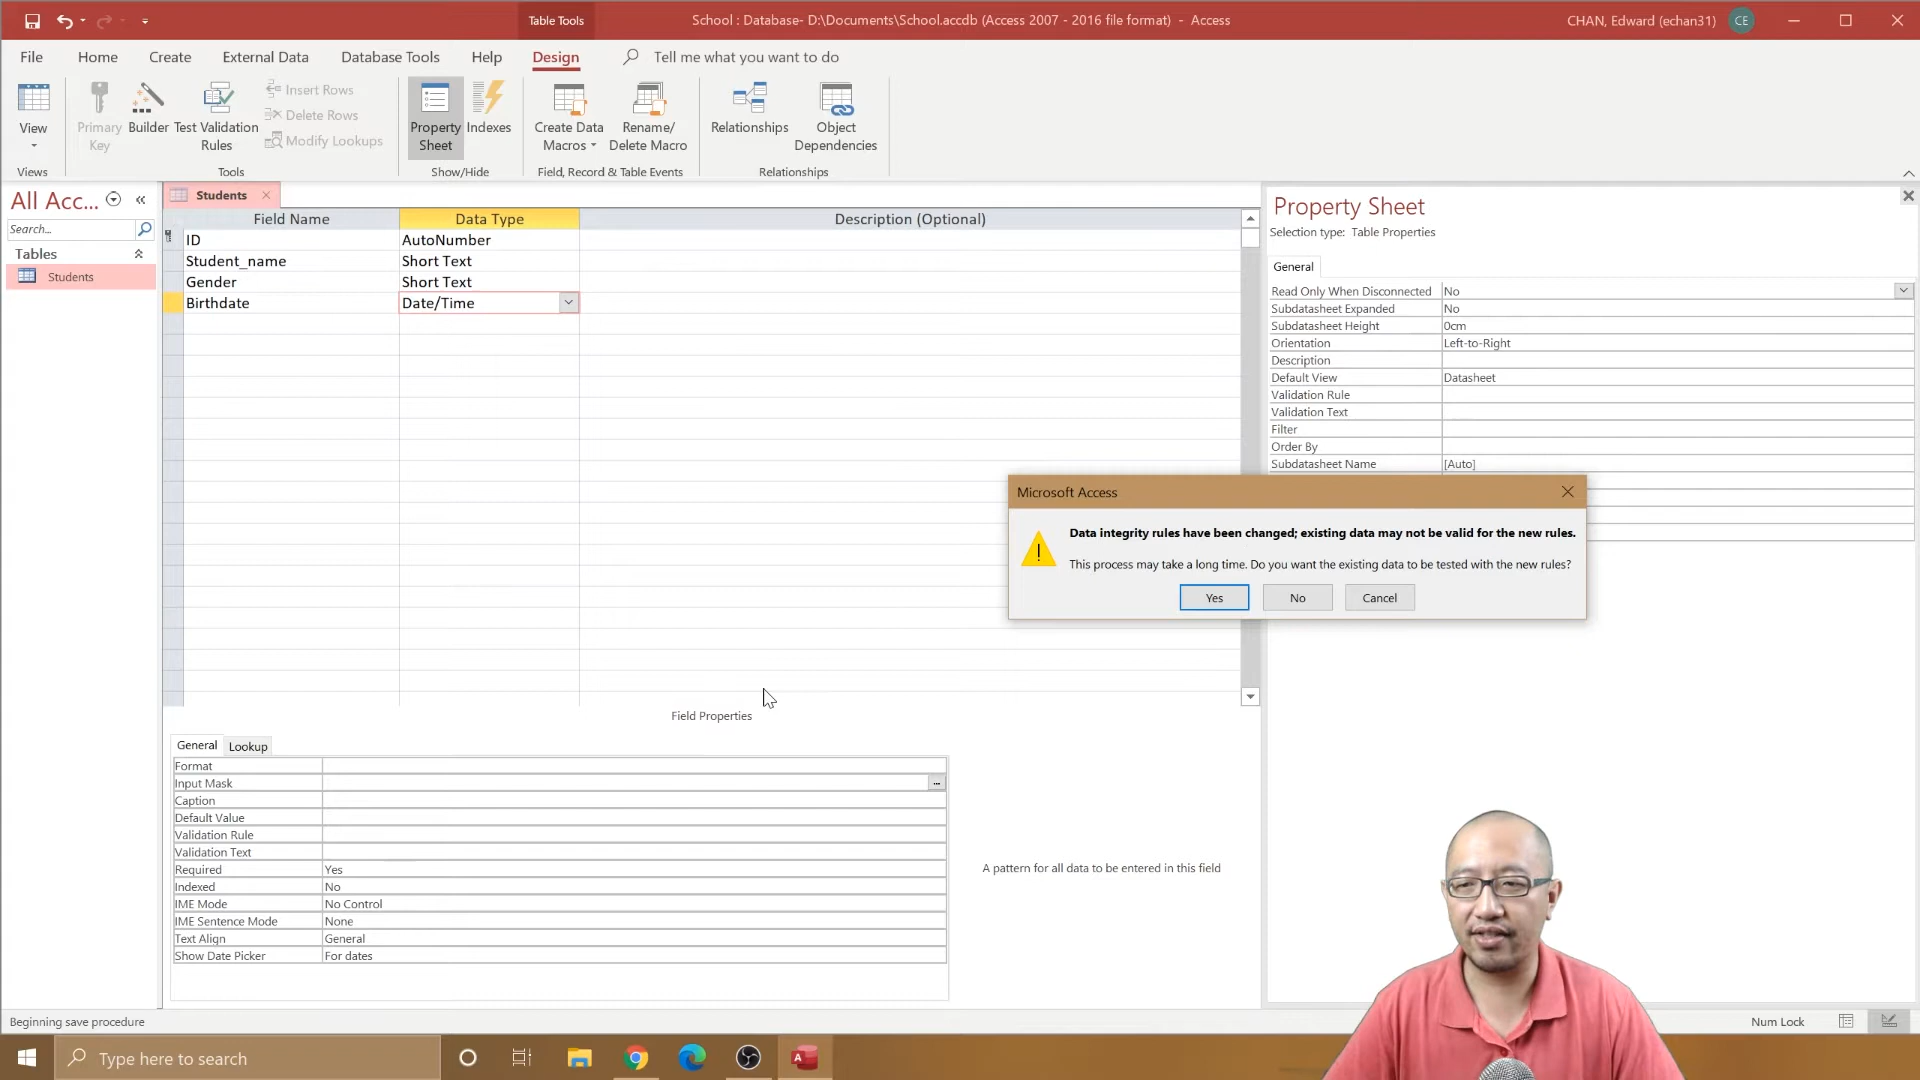 Table Tools
School : Database- D:\Documents\School.accdb (Access 2007 - 2016 file format) - Access
CHAN, Edward (echan31)
CE
File
Home
Create
External Data
Database Tools
Help
Design
Tell me what you want to do
View
Primary Key
Builder
Test Validation Rules
Insert Rows
Delete Rows
Modify Lookups
Property Sheet
Indexes
Create Data Macros
Rename/ Delete Macro
Relationships
Object Dependencies
Views
Tools
Show/Hide
Field, Record & Table Events
Relationships
All Acc...
Search...
Tables
Students
Students
Field Name Data Type Description (Optional)
ID AutoNumber
Student_name Short Text
Gender Short Text
Birthdate Date/Time
Property Sheet
Selection type: Table Properties
General
Read Only When Disconnected No
Subdatasheet Expanded No
Subdatasheet Height 0cm
Orientation Left-to-Right
Description
Default View Datasheet
Validation Rule
Validation Text
Filter
Order By
Subdatasheet Name [Auto]
Microsoft Access
Data integrity rules have been changed; existing data may not be valid for the new rules.
This process may take a long time. Do you want the existing data to be tested with the new rules?
Yes
No
Cancel
Field Properties
General
Lookup
Format
Input Mask
Caption
Default Value
Validation Rule
Validation Text
Required Yes
Indexed No
IME Mode No Control
IME Sentence Mode None
Text Align General
Show Date Picker For dates
A pattern for all data to be entered in this field
Beginning save procedure
Num Lock
Type here to search